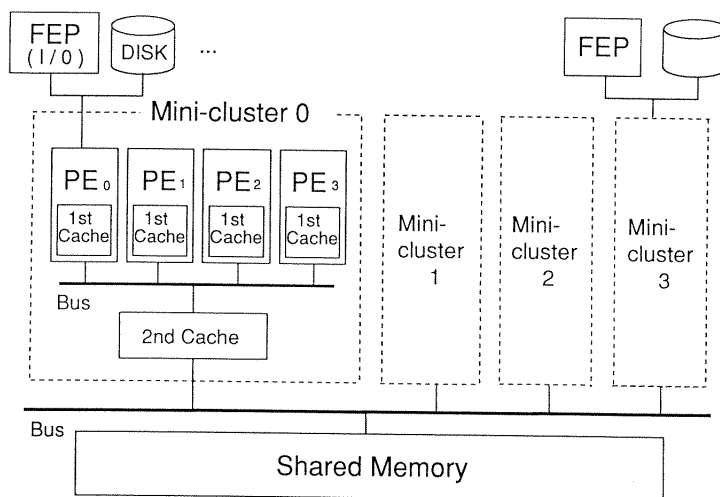 FEP
(I/0)
DISK
...
FEP
Mini-cluster 0
PE0
PE1
PE2
PE3
1st
Cache
1st
Cache
1st
Cache
1st
Cache
Mini-
cluster
1
Mini-
cluster
2
Mini-
cluster
3
Bus
2nd Cache
Bus
Shared Memory